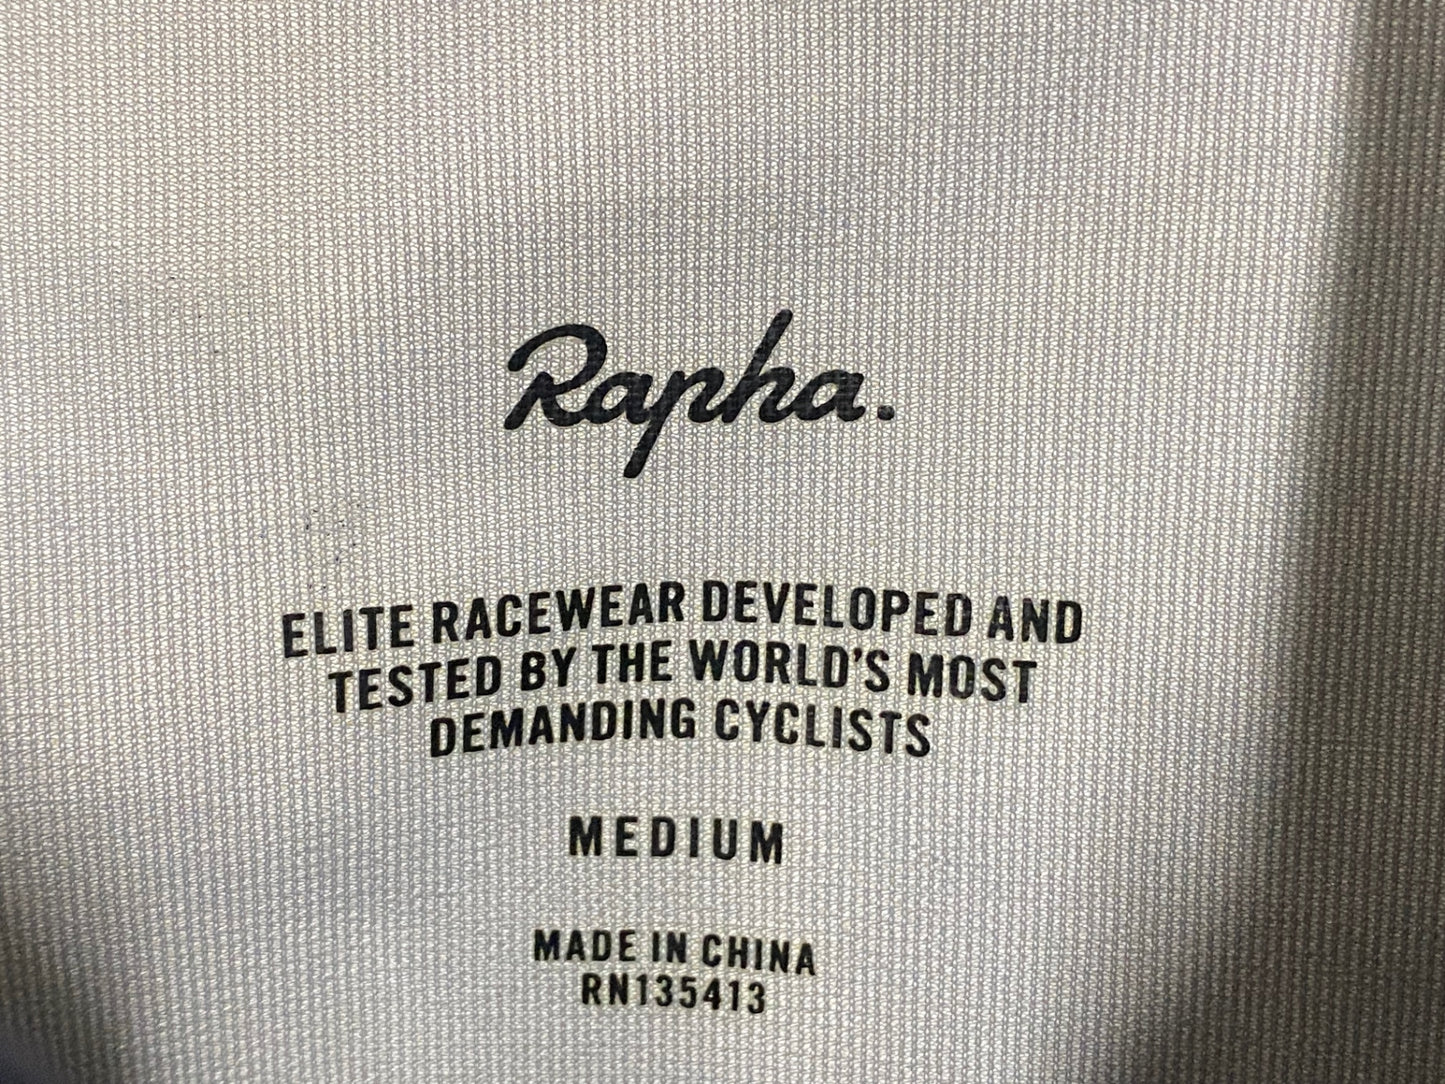 Rapha.
ELITE RACEWEAR DEVELOPED AND
TESTED BY THE WORLD'S MOST
DEMANDING CYCLISTS
MEDIUM
MADE IN CHINA
RN135413